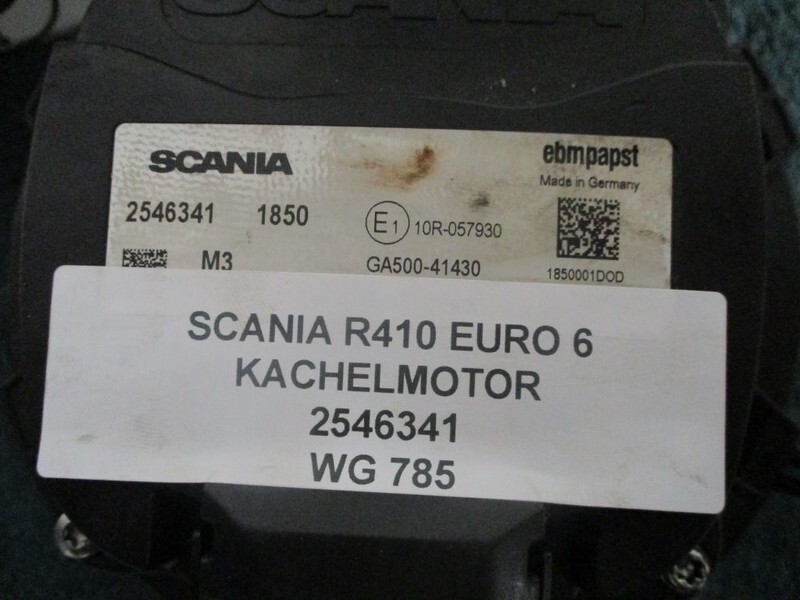 SCANIA
SCANIA ebmpapst
Made in Germany
2546341 1850 E1 10R-057930
M3 GA500-41430 1850001DOD
SCANIA R410 EURO 6
KACHELMOTOR
2546341
WG 785